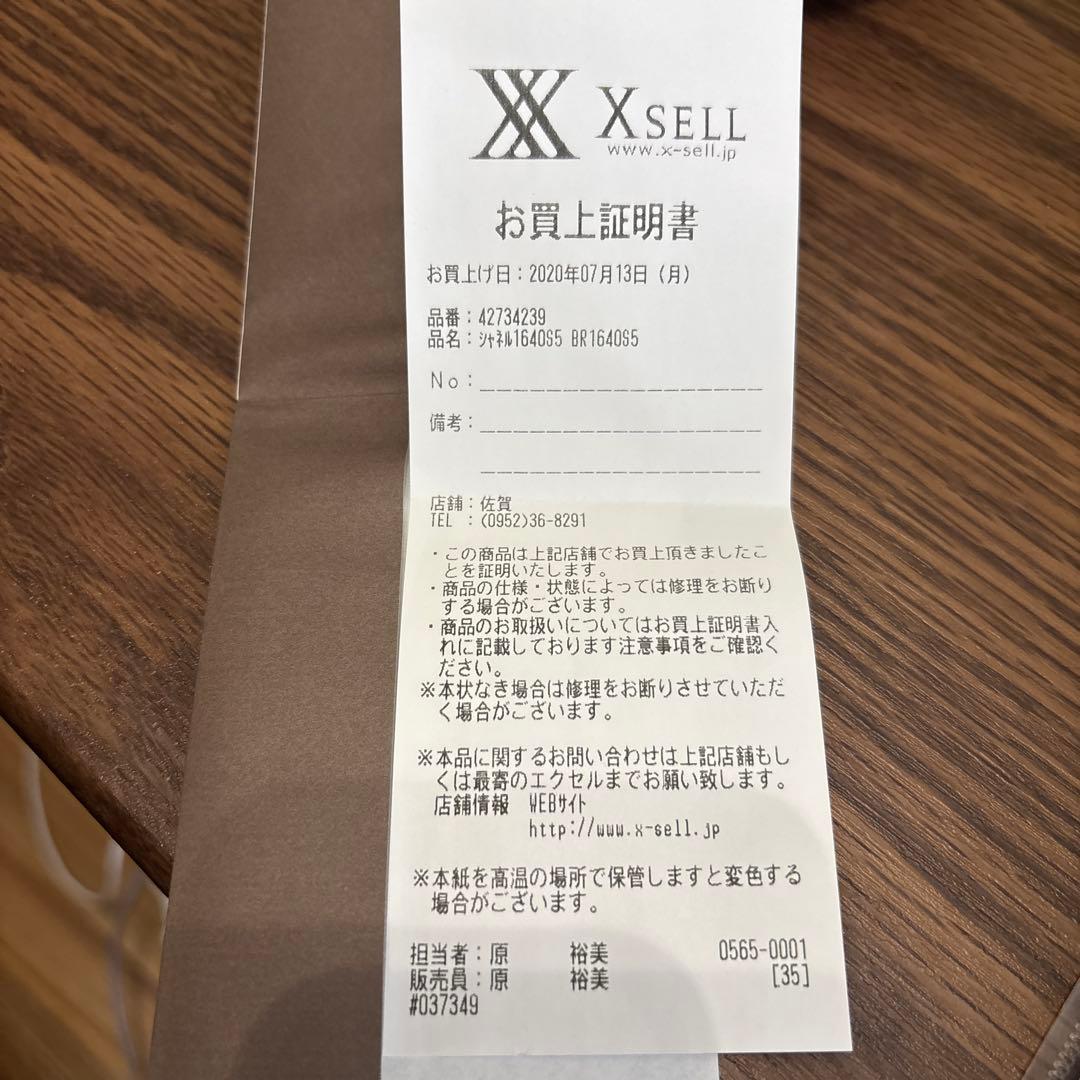 XSELL
www.x-sell.jp
お買上証明書
お買上げ日：2020年07月13日（月）
品番：42734239
品名：ｼｬﾈﾙ1640S5 BR1640S5
No：
備考：
店舗：佐賀
TEL ：(0952)36-8291
・この商品は上記店舗でお買上頂きましたこ
とを証明いたします。
・商品の仕様・状態によっては修理をお断り
する場合がございます。
・商品のお取扱いについてはお買上証明書入
れに記載しております注意事項をご確認く
ださい。
※本状なき場合は修理をお断りさせていただ
く場合がございます。
※本品に関するお問い合わせは上記店舗もし
くは最寄のエクセルまでお願い致します。
店舗情報 WEBｻｲﾄ
http://www.x-sell.jp
※本紙を高温の場所で保管しますと変色する
場合がございます。
担当者：原 裕美 0565-0001
販売員：原 裕美 [35]
#037349